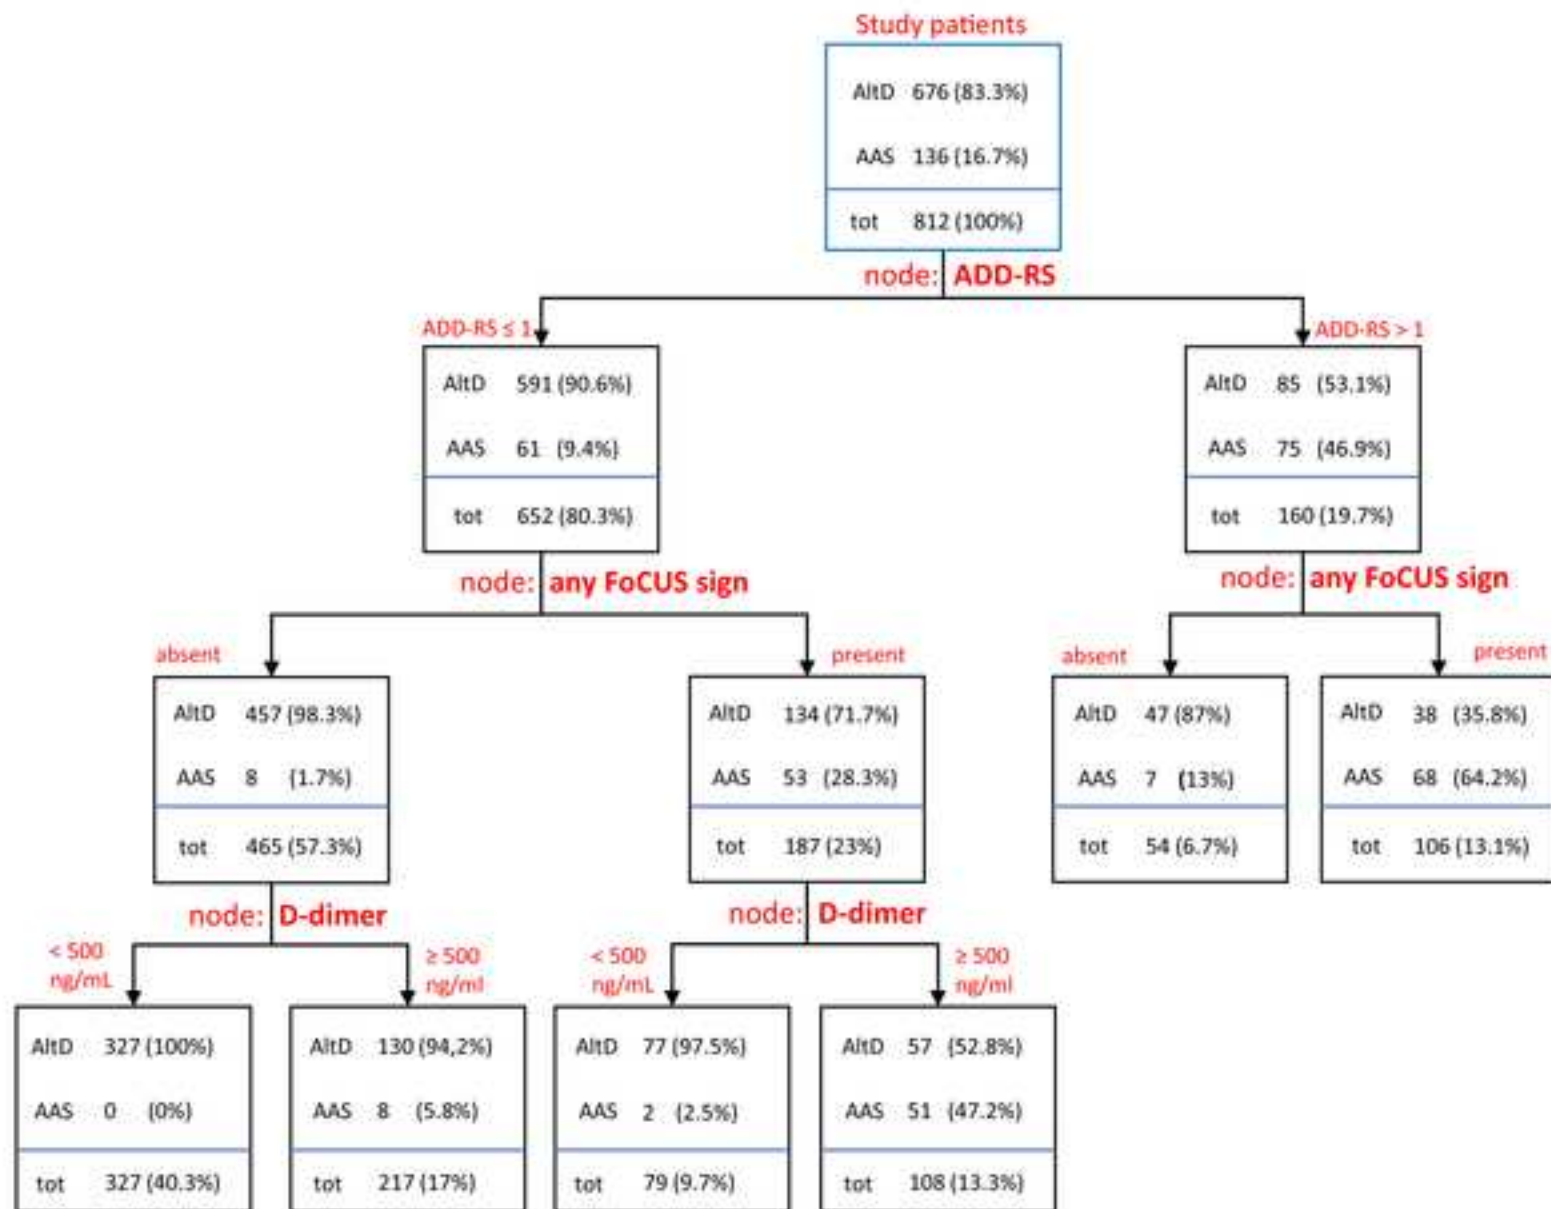 Study patients
AltD 676 (83.3%)
AAS 136 (16.7%)
tot 812 (100%)
node: ADD-RS
ADD-RS ≤ 1
ADD-RS > 1
AltD 591 (90.6%)
AAS 61 (9.4%)
tot 652 (80.3%)
AltD 85 (53.1%)
AAS 75 (46.9%)
tot 160 (19.7%)
node: any FoCUS sign
node: any FoCUS sign
absent
present
absent
present
AltD 457 (98.3%)
AAS 8 (1.7%)
tot 465 (57.3%)
AltD 134 (71.7%)
AAS 53 (28.3%)
tot 187 (23%)
AltD 47 (87%)
AAS 7 (13%)
tot 54 (6.7%)
AltD 38 (35.8%)
AAS 68 (64.2%)
tot 106 (13.1%)
node: D-dimer
node: D-dimer
< 500
ng/mL
≥ 500
ng/ml
< 500
ng/mL
≥ 500
ng/ml
AltD 327 (100%)
AAS 0 (0%)
tot 327 (40.3%)
AltD 130 (94,2%)
AAS 8 (5.8%)
tot 217 (17%)
AltD 77 (97.5%)
AAS 2 (2.5%)
tot 79 (9.7%)
AltD 57 (52.8%)
AAS 51 (47.2%)
tot 108 (13.3%)